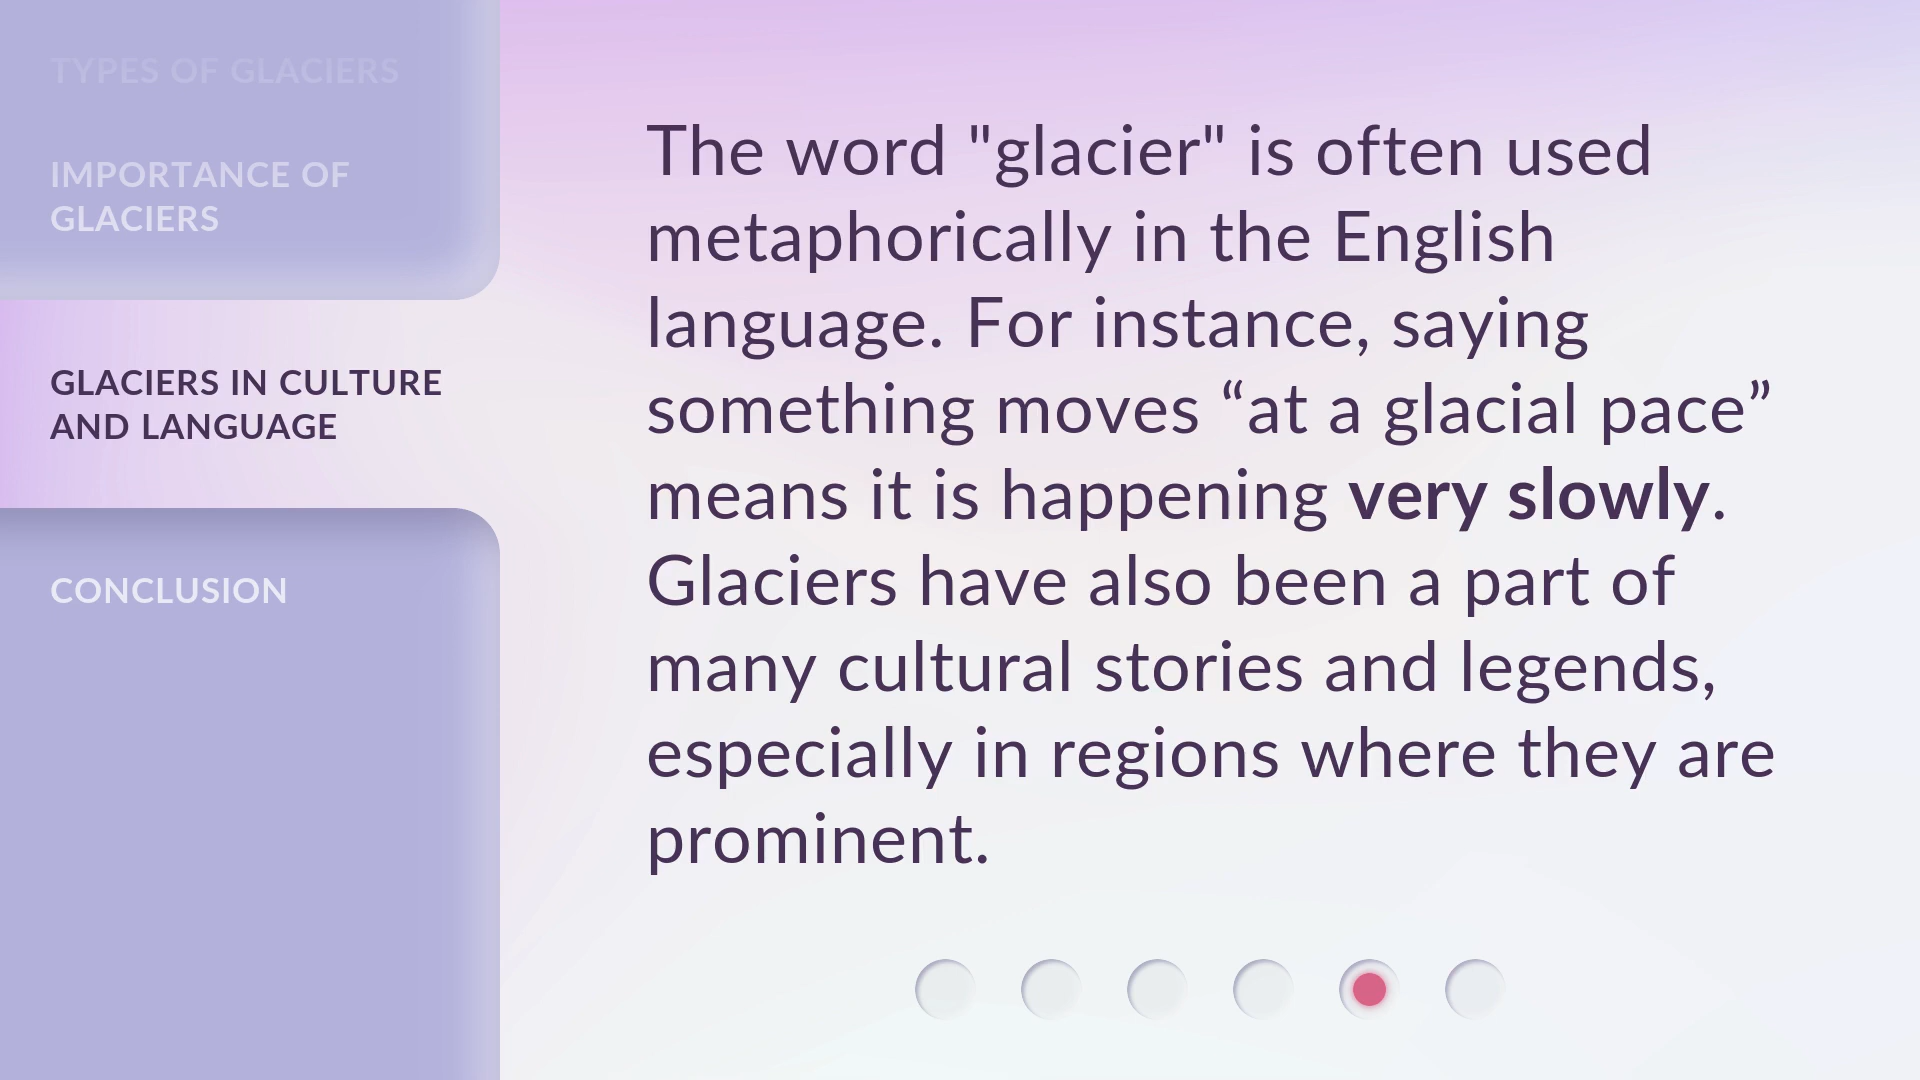 TYPES OF GLACIERS
IMPORTANCE OF
GLACIERS
GLACIERS IN CULTURE
AND LANGUAGE
CONCLUSION
The word "glacier" is often used
metaphorically in the English
language. For instance, saying
something moves “at a glacial pace”
means it is happening very slowly.
Glaciers have also been a part of
many cultural stories and legends,
especially in regions where they are
prominent.